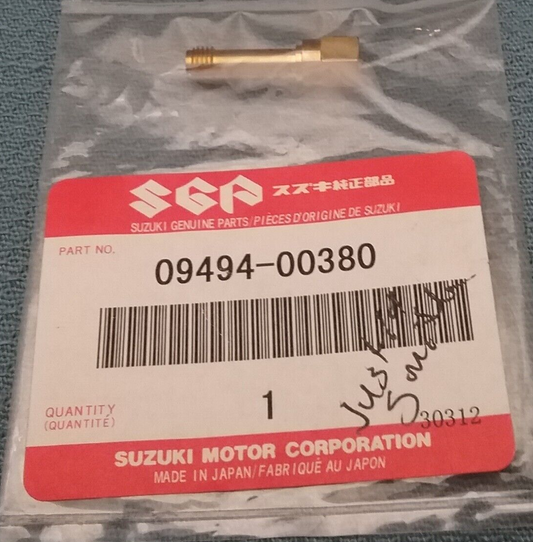 SGP スズキ純正部品
SUZUKI GENUINE PARTS/PIÈCES D'ORIGINE DE SUZUKI
PART NO.
09494-00380
QUANTITY
(QUANTITÉ)
1
30312
SUZUKI MOTOR CORPORATION
MADE IN JAPAN/FABRIQUÉ AU JAPON